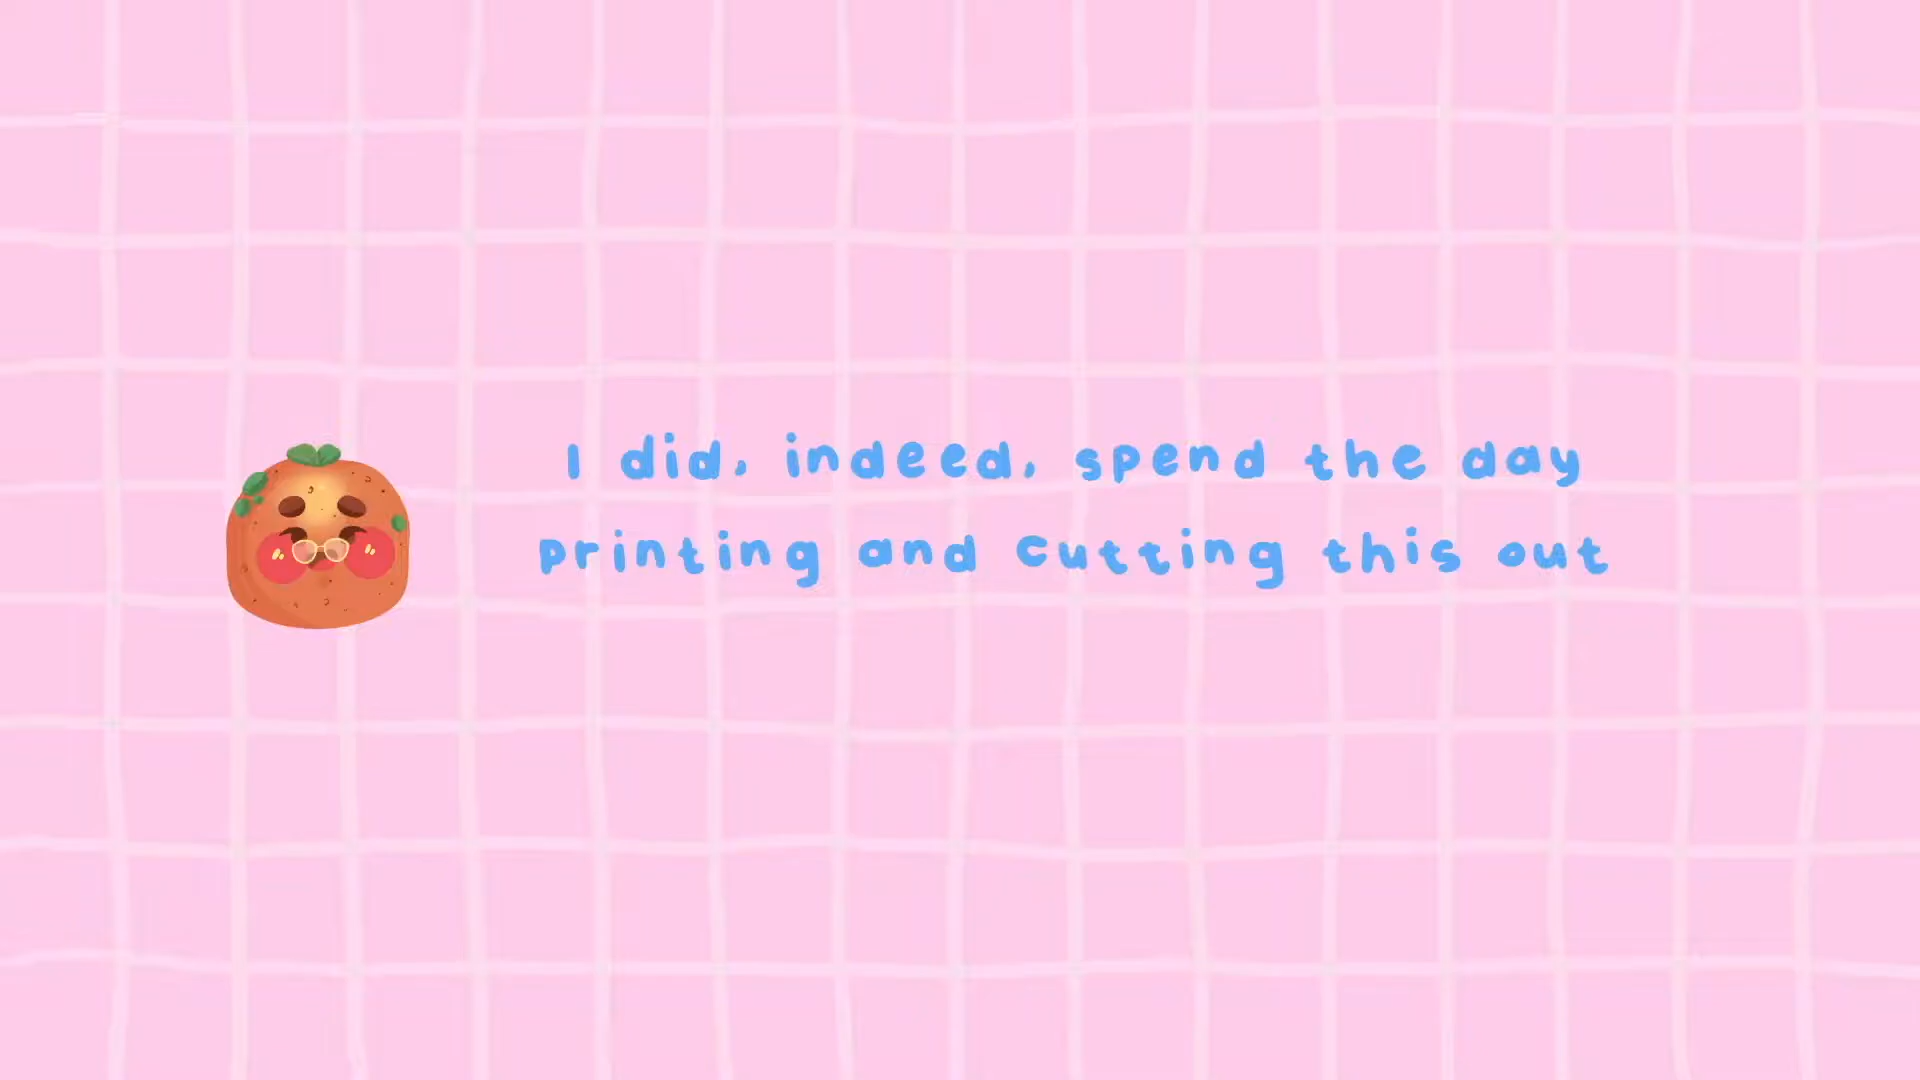 I did, indeed, spend the day
printing and cutting this out